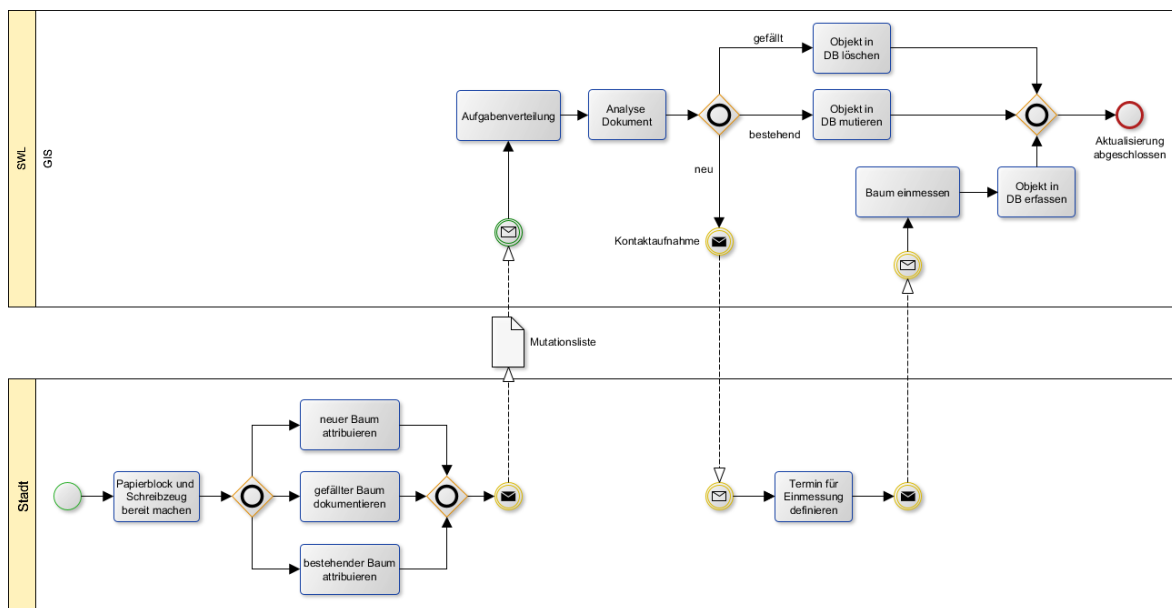 SWL
GIS
gefällt
Objekt in
DB löschen
Aufgabenverteilung
Analyse
Dokument
bestehend
Objekt in
DB mutieren
Aktualisierung
abgeschlossen
neu
Baum einmessen
Objekt in
DB erfassen
Kontaktaufnahme
Mutationsliste
Stadt
neuer Baum
attribuieren
Papierblock und
Schreibzeug
bereit machen
gefällter Baum
dokumentieren
bestehender Baum
attribuieren
Termin für
Einmessung
definieren